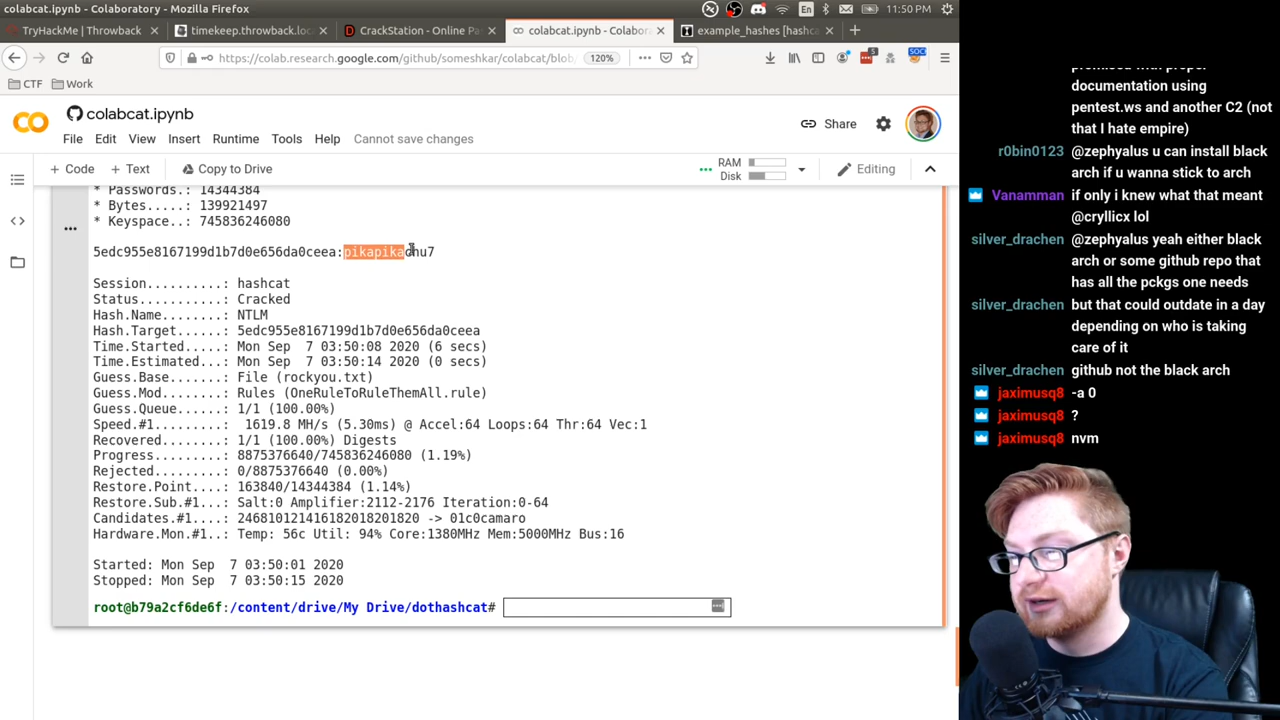 colabcat.ipynb - Colaboratory - Mozilla Firefox
En
11:50 PM
TryHackMe | Throwback
timekeep.throwback.loc
CrackStation - Online Pa
colabcat.ipynb - Colabora
example_hashes [hashca
https://colab.research.google.com/github/someshkar/colabcat/blob/
120%
5
SOCI
CTF
Work
colabcat.ipynb
Share
File Edit View Insert Runtime Tools Help Cannot save changes
+ Code + Text Copy to Drive
RAM
Disk
Editing
* Passwords.: 14344384
* Bytes.....: 139921497
* Keyspace..: 745836246080
5edc955e8167199d1b7d0e656da0ceea:pikapikachu7
Session..........: hashcat
Status...........: Cracked
Hash.Name........: NTLM
Hash.Target......: 5edc955e8167199d1b7d0e656da0ceea
Time.Started.....: Mon Sep  7 03:50:08 2020 (6 secs)
Time.Estimated...: Mon Sep  7 03:50:14 2020 (0 secs)
Guess.Base.......: File (rockyou.txt)
Guess.Mod........: Rules (OneRuleToRuleThemAll.rule)
Guess.Queue......: 1/1 (100.00%)
Speed.#1.........:  1619.8 MH/s (5.30ms) @ Accel:64 Loops:64 Thr:64 Vec:1
Recovered........: 1/1 (100.00%) Digests
Progress.........: 8875376640/745836246080 (1.19%)
Rejected.........: 0/8875376640 (0.00%)
Restore.Point....: 163840/14344384 (1.14%)
Restore.Sub.#1...: Salt:0 Amplifier:2112-2176 Iteration:0-64
Candidates.#1....: 246810121416182018201820 -> 01c0camaro
Hardware.Mon.#1..: Temp: 56c Util: 94% Core:1380MHz Mem:5000MHz Bus:16
Started: Mon Sep  7 03:50:01 2020
Stopped: Mon Sep  7 03:50:15 2020
root@b79a2cf6de6f:/content/drive/My Drive/dothashcat#
promised with proper
documentation using
pentest.ws and another C2 (not
that I hate empire)
r0bin0123 @zephyalus u can install black
arch if u wanna stick to arch
Vanamman if only i knew what that meant
@cryllicx lol
silver_drachen @zephyalus yeah either black
arch or some github repo that
has all the pckgs one needs
silver_drachen but that could outdate in a day
depending on who is taking
care of it
silver_drachen github not the black arch
jaximusq8 -a 0
jaximusq8 ?
jaximusq8 nvm